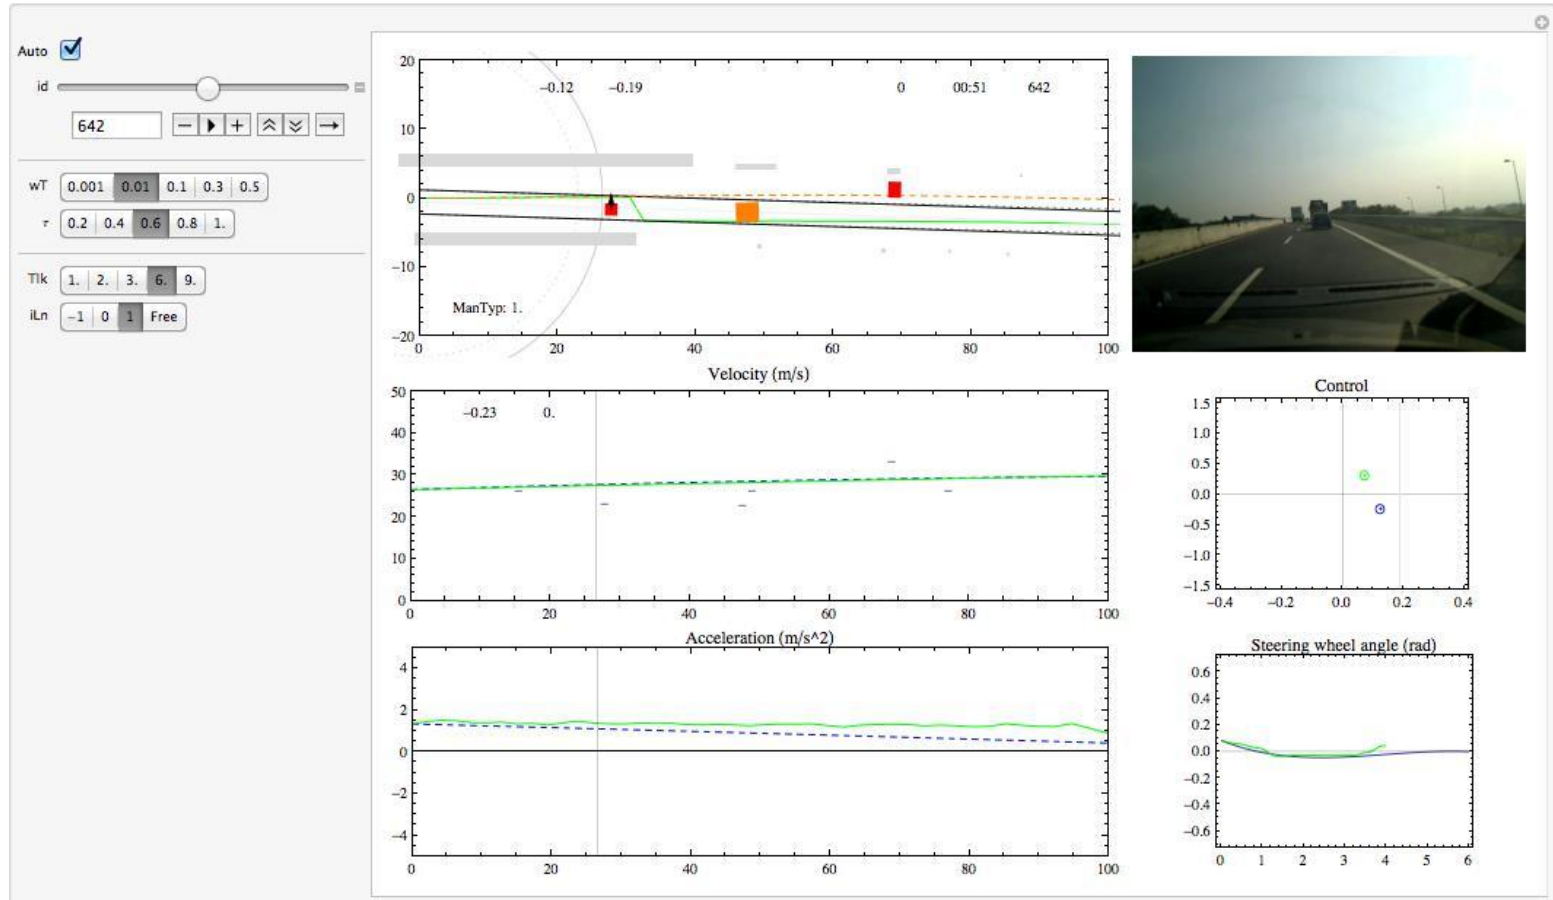 Auto
id
642
wT 0.001 0.01 0.1 0.3 0.5
τ 0.2 0.4 0.6 0.8 1.
Tlk 1. 2. 3. 6. 9.
iLn −1 0 1 Free
20
10
0
−10
−20
−0.12 −0.19 0 00:51 642
ManTyp: 1.
0 20 40 60 80 100
Velocity (m/s)
50
40
30
20
10
0
−0.23 0.
0 20 40 60 80 100
Acceleration (m/s^2)
4
2
0
−2
−4
0 20 40 60 80 100
Control
1.5
1.0
0.5
0.0
−0.5
−1.0
−1.5
−0.4 −0.2 0.0 0.2 0.4
Steering wheel angle (rad)
0.6
0.4
0.2
0.0
−0.2
−0.4
−0.6
0 1 2 3 4 5 6